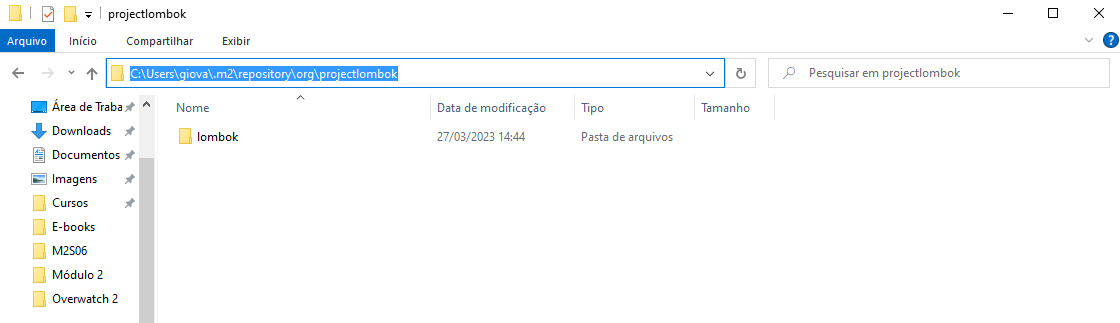 projectlombok
Arquivo Início Compartilhar Exibir
C:\Users\giova\.m2\repository\org\projectlombok
Pesquisar em projectlombok
Nome Data de modificação Tipo Tamanho
lombok 27/03/2023 14:44 Pasta de arquivos
Área de Traba
Downloads
Documentos
Imagens
Cursos
E-books
M2S06
Módulo 2
Overwatch 2